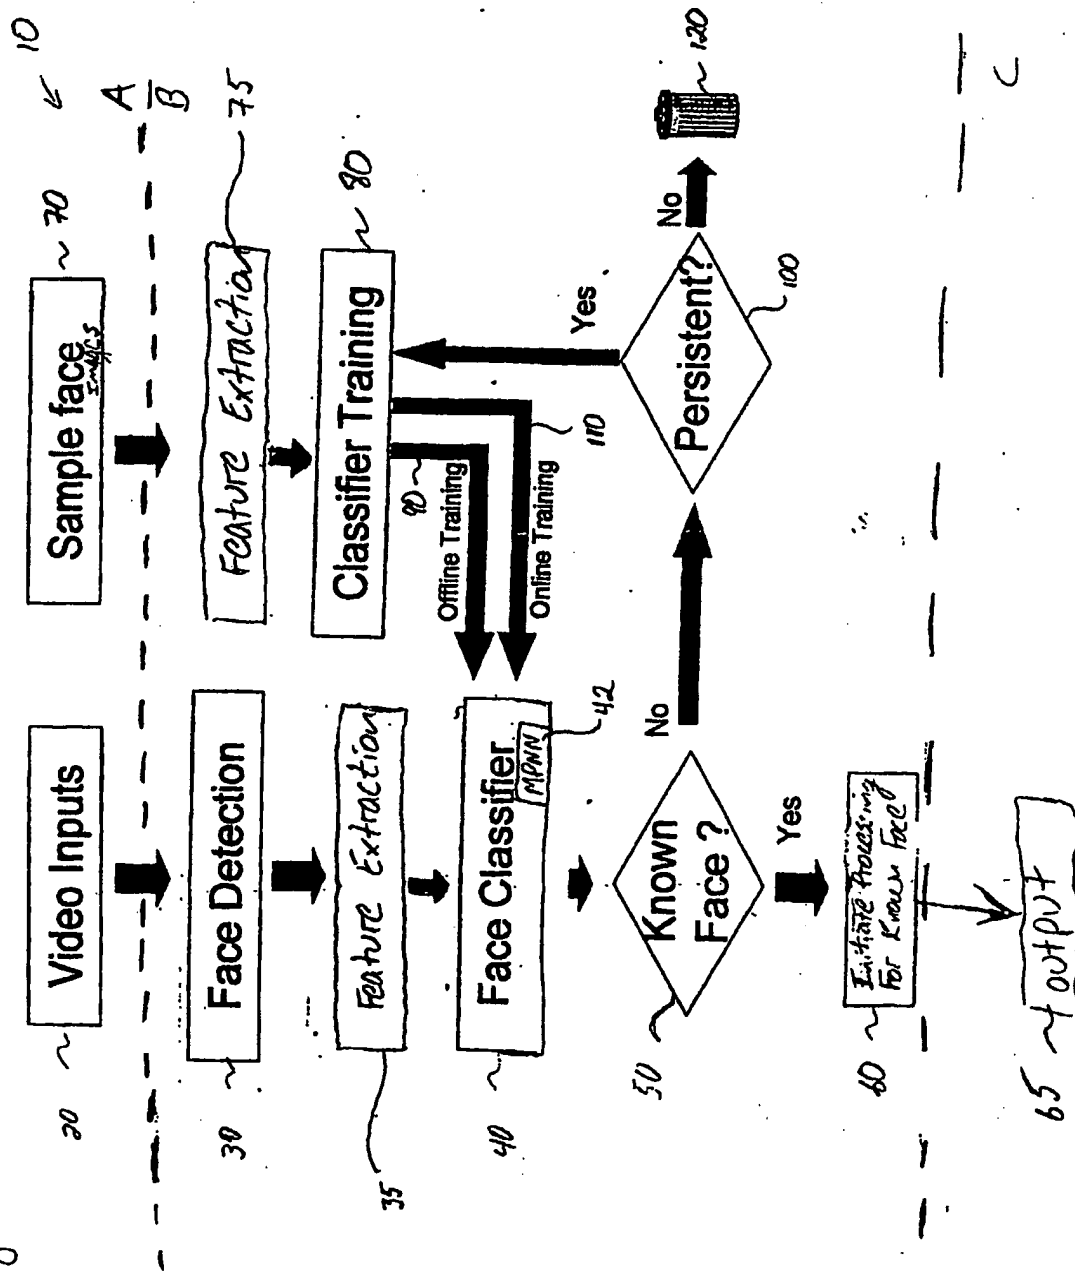 10
A
B
C
Video Inputs
20
Sample face
Images
70
Face Detection
30
Feature Extraction
75
Feature Extraction
35
Classifier Training
80
Face Classifier
MPNN
42
40
Offline Training
90
Online Training
110
Known
Face ?
50
No
Persistent?
100
Yes
No
120
Yes
Initiate Processing
For Known Face
60
output
65